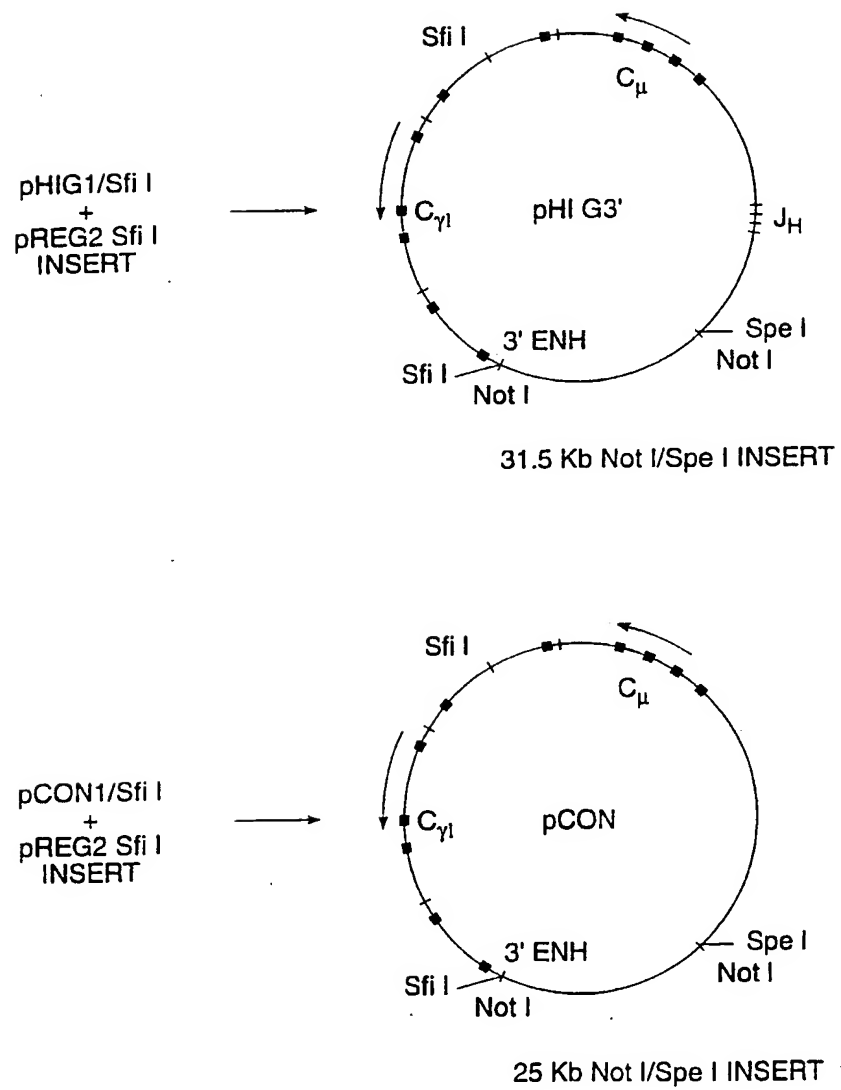 Sfi I
Cμ
pHIG1/Sfi I
+
pREG2 Sfi I
INSERT
Cγl
pHI G3'
JH
3' ENH
Spe I
Sfi I
Not I
Not I
31.5 Kb Not I/Spe I INSERT
Sfi I
Cμ
pCON1/Sfi I
+
pREG2 Sfi I
INSERT
Cγl
pCON
3' ENH
Spe I
Sfi I
Not I
Not I
25 Kb Not I/Spe I INSERT